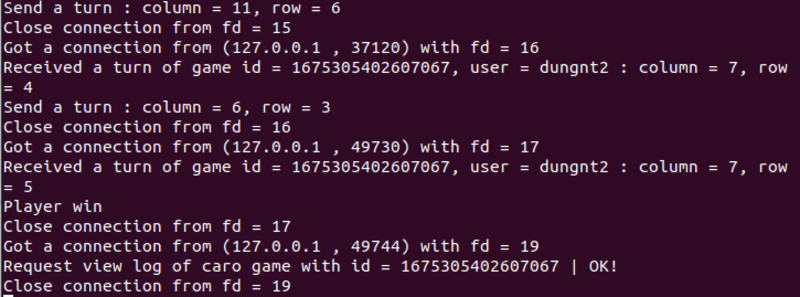 Send a turn : column = 11, row = 6
Close connection from fd = 15
Got a connection from (127.0.0.1 , 37120) with fd = 16
Received a turn of game id = 1675305402607067, user = dungnt2 : column = 7, row
= 4
Send a turn : column = 6, row = 3
Close connection from fd = 16
Got a connection from (127.0.0.1 , 49730) with fd = 17
Received a turn of game id = 1675305402607067, user = dungnt2 : column = 7, row
= 5
Player win
Close connection from fd = 17
Got a connection from (127.0.0.1 , 49744) with fd = 19
Request view log of caro game with id = 1675305402607067 | OK!
Close connection from fd = 19